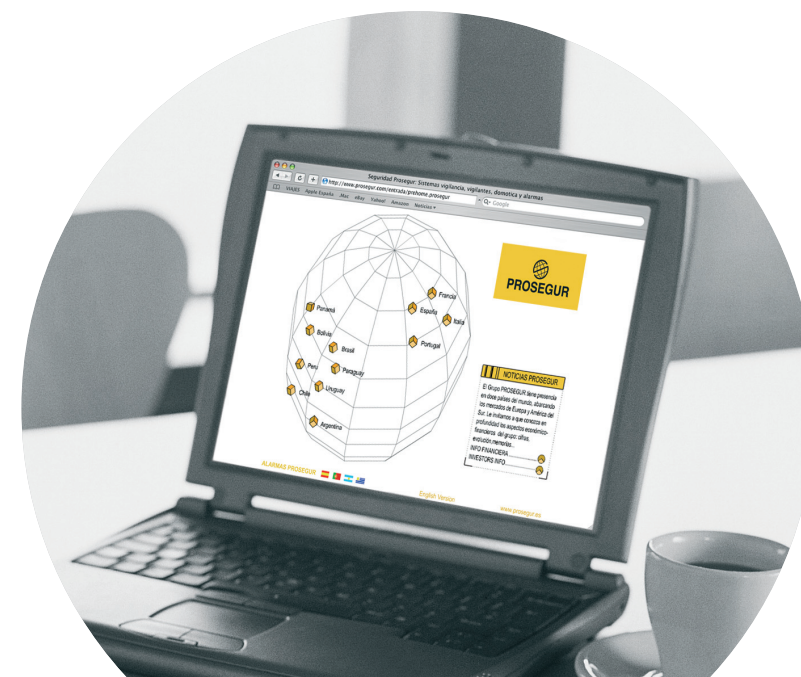 Seguridad Prosegur: Sistemas vigilancia, vigilantes, domotica y alarmas
http://www.prosegur.com/entrada/prehome.prosegur
Google
VIAJES Apple España .Mac eBay Yahoo! Amazon Noticias
Francia
España
Italia
Portugal
Panamá
Bolivia
Brasil
Perú
Paraguay
Chile
Uruguay
Argentina
PROSEGUR
NOTICIAS PROSEGUR
El Grupo PROSEGUR tiene presencia
en doce países del mundo, abarcando
los mercados de Europa y América del
Sur. Le invitamos a que conozca en
profundidad los aspectos económico-
financieros del grupo: cifras,
evolución, memorias...
INFO FINANCIERA
INVESTORS INFO
ALARMAS PROSEGUR
English Version
www.prosegur.es